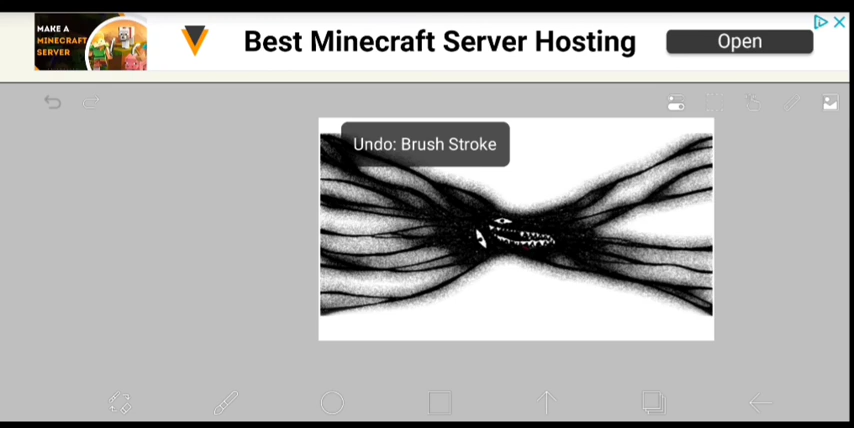 MAKE A
MINECRAFT
SERVER
Best Minecraft Server Hosting
Open
Undo: Brush Stroke